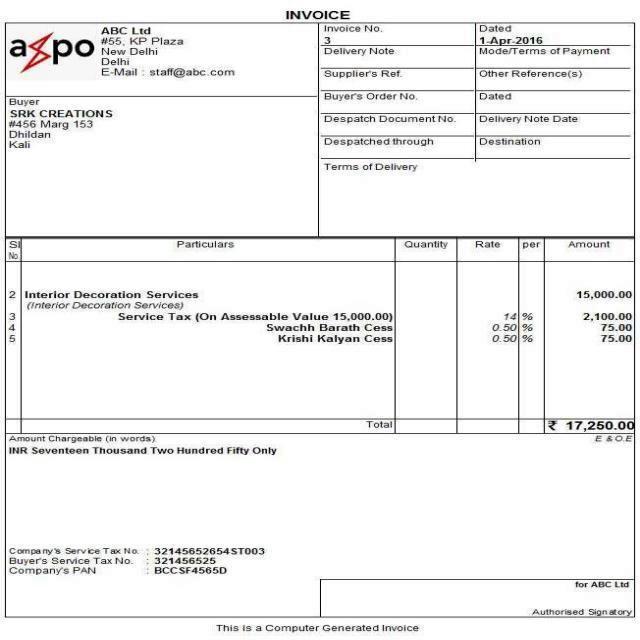 INVOICE
axpo
ABC Ltd
#55, KP Plaza
New Delhi
Delhi
E-Mail : staff@abc.com
Invoice No.
3
Dated
1-Apr-2016
Delivery Note
Mode/Terms of Payment
Supplier's Ref.
Other Reference(s)
Buyer
SRK CREATIONS
#456 Marg 153
Dhildan
Kali
Buyer's Order No.
Dated
Despatch Document No.
Delivery Note Date
Despatched through
Destination
Terms of Delivery
Sl No. Particulars Quantity Rate per Amount
2 Interior Decoration Services 15,000.00
(Interior Decoration Services)
3 Service Tax (On Assessable Value 15,000.00) 14 % 2,100.00
4 Swachh Barath Cess 0.50 % 75.00
5 Krishi Kalyan Cess 0.50 % 75.00
Total ₹ 17,250.00
Amount Chargeable (in words) E & O.E
INR Seventeen Thousand Two Hundred Fifty Only
Company's Service Tax No. : 32145652654ST003
Buyer's Service Tax No. : 321456525
Company's PAN : BCCSF4565D
for ABC Ltd
Authorised Signatory
This is a Computer Generated Invoice